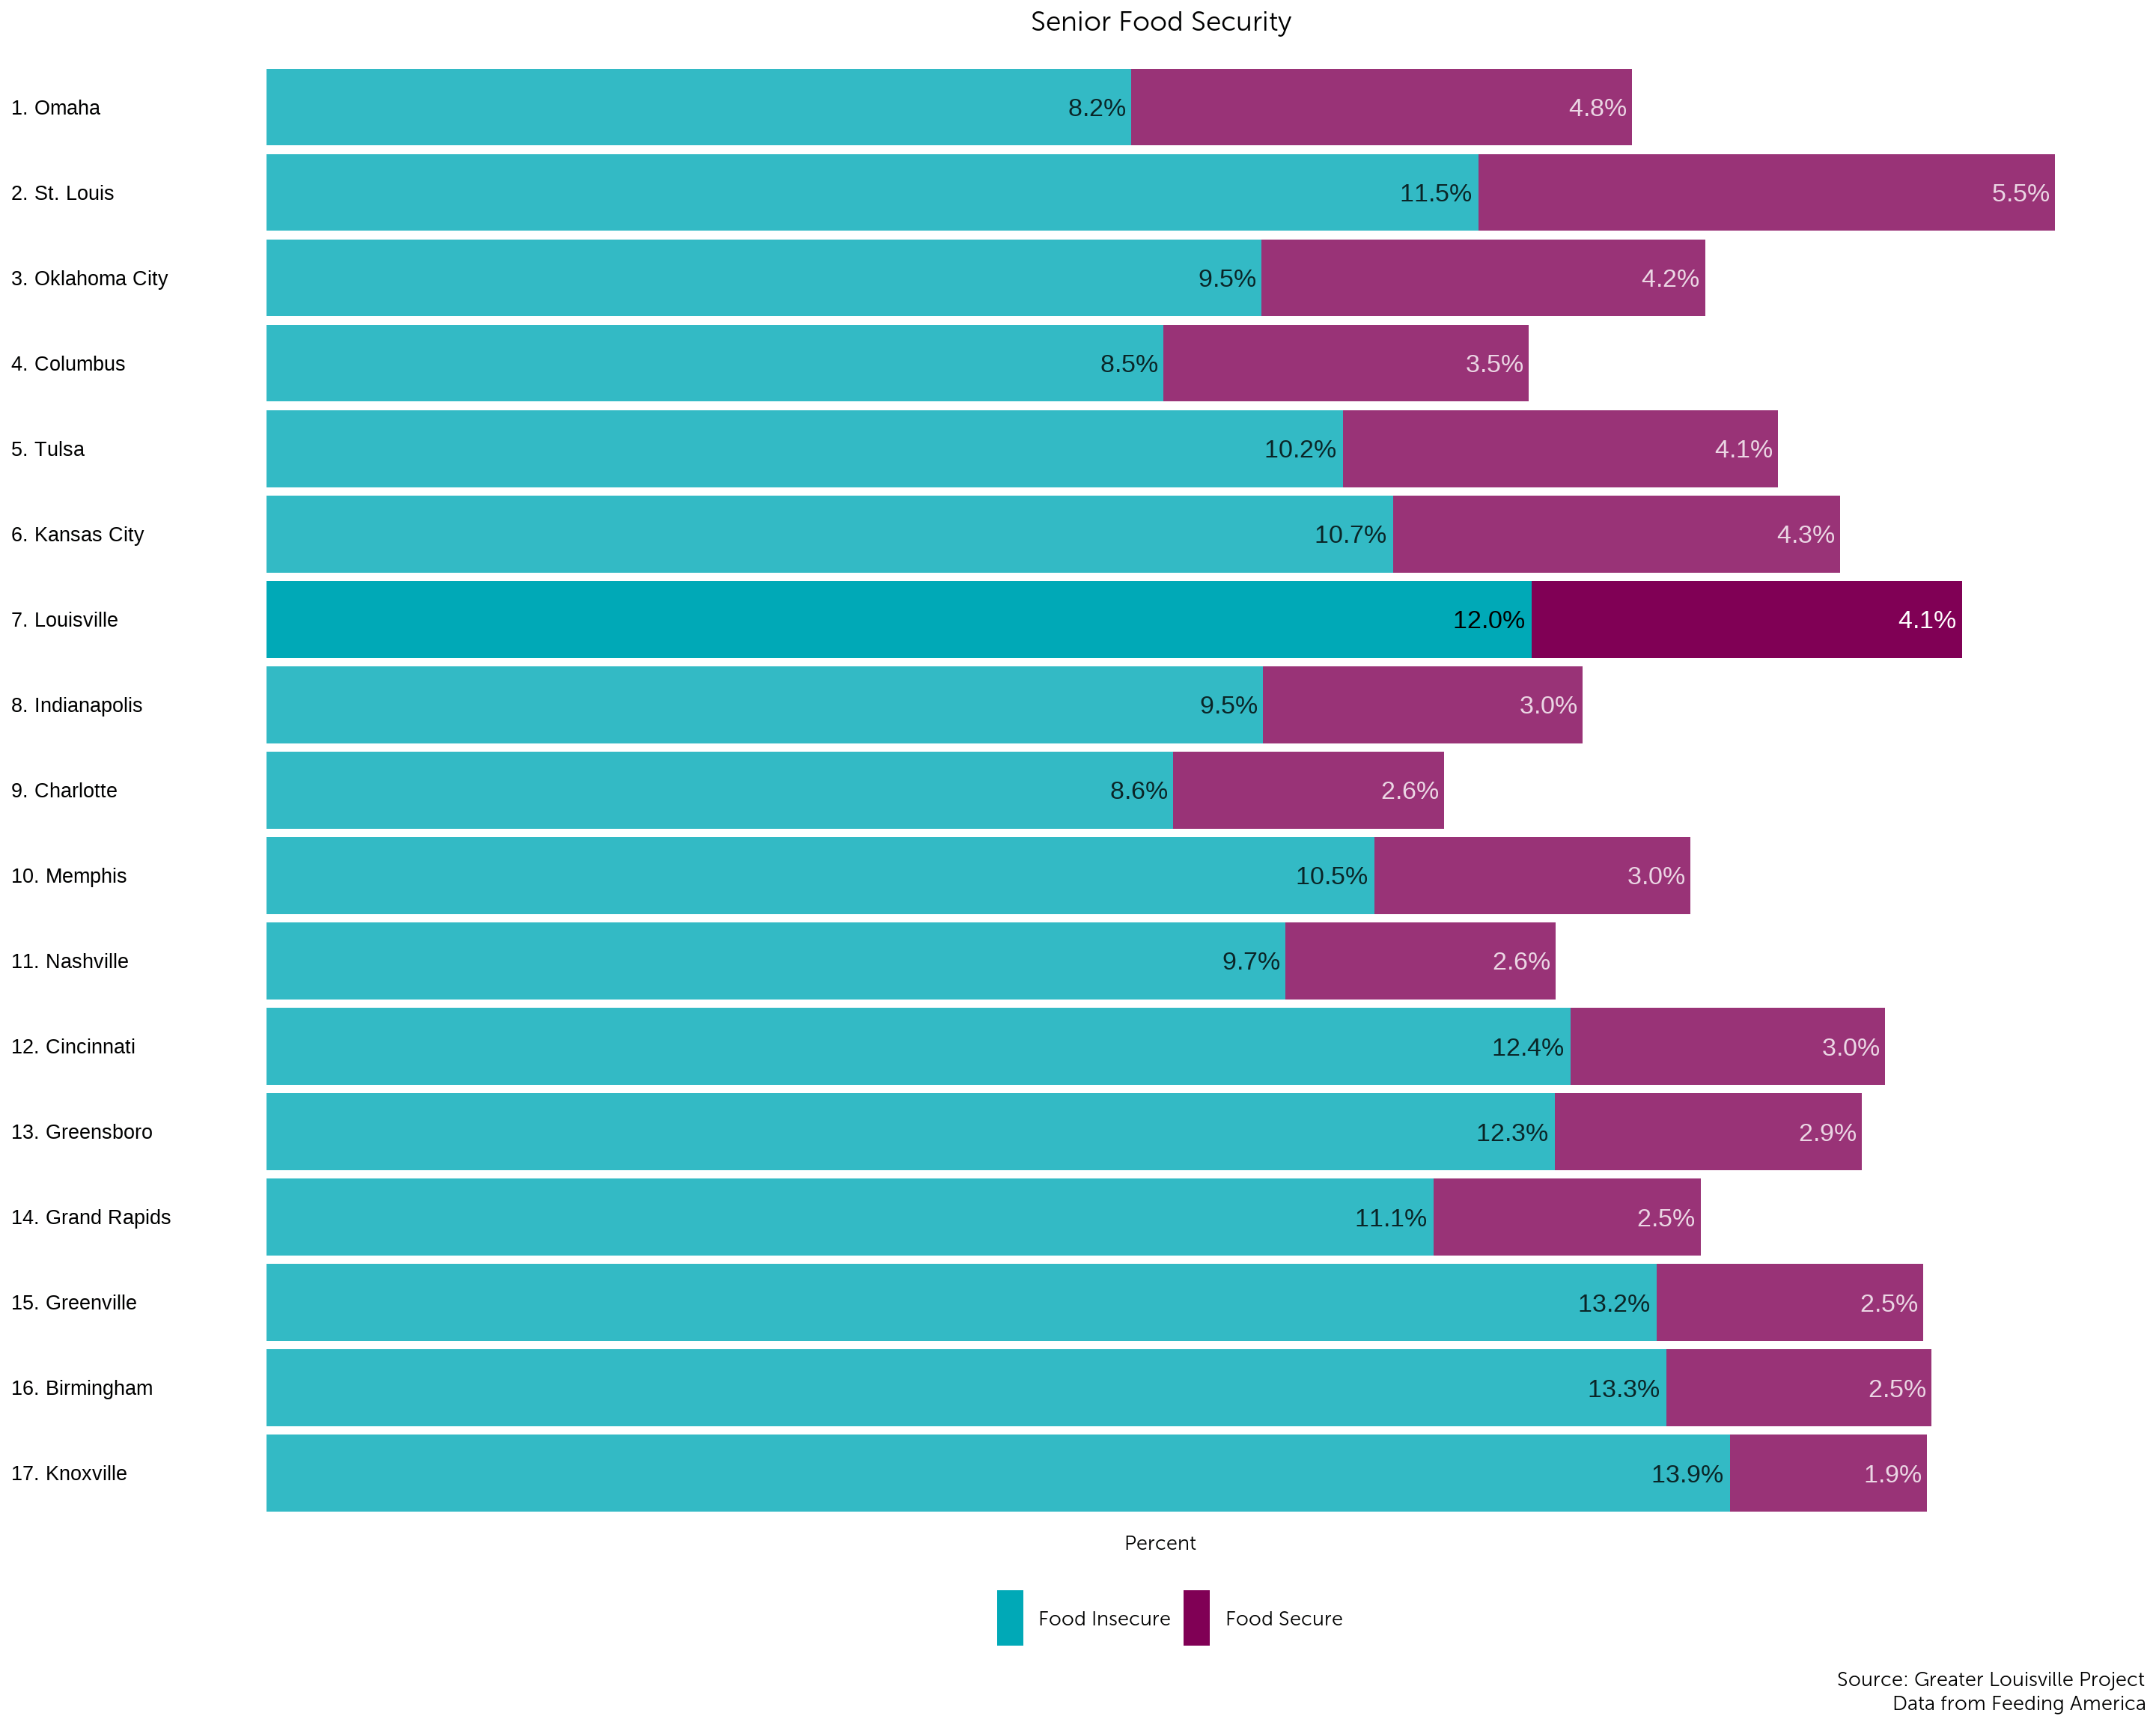 Senior Food Security
1. Omaha 8.2% 4.8%
2. St. Louis 11.5% 5.5%
3. Oklahoma City 9.5% 4.2%
4. Columbus 8.5% 3.5%
5. Tulsa 10.2% 4.1%
6. Kansas City 10.7% 4.3%
7. Louisville 12.0% 4.1%
8. Indianapolis 9.5% 3.0%
9. Charlotte 8.6% 2.6%
10. Memphis 10.5% 3.0%
11. Nashville 9.7% 2.6%
12. Cincinnati 12.4% 3.0%
13. Greensboro 12.3% 2.9%
14. Grand Rapids 11.1% 2.5%
15. Greenville 13.2% 2.5%
16. Birmingham 13.3% 2.5%
17. Knoxville 13.9% 1.9%
Percent
Food Insecure Food Secure
Source: Greater Louisville Project
Data from Feeding America